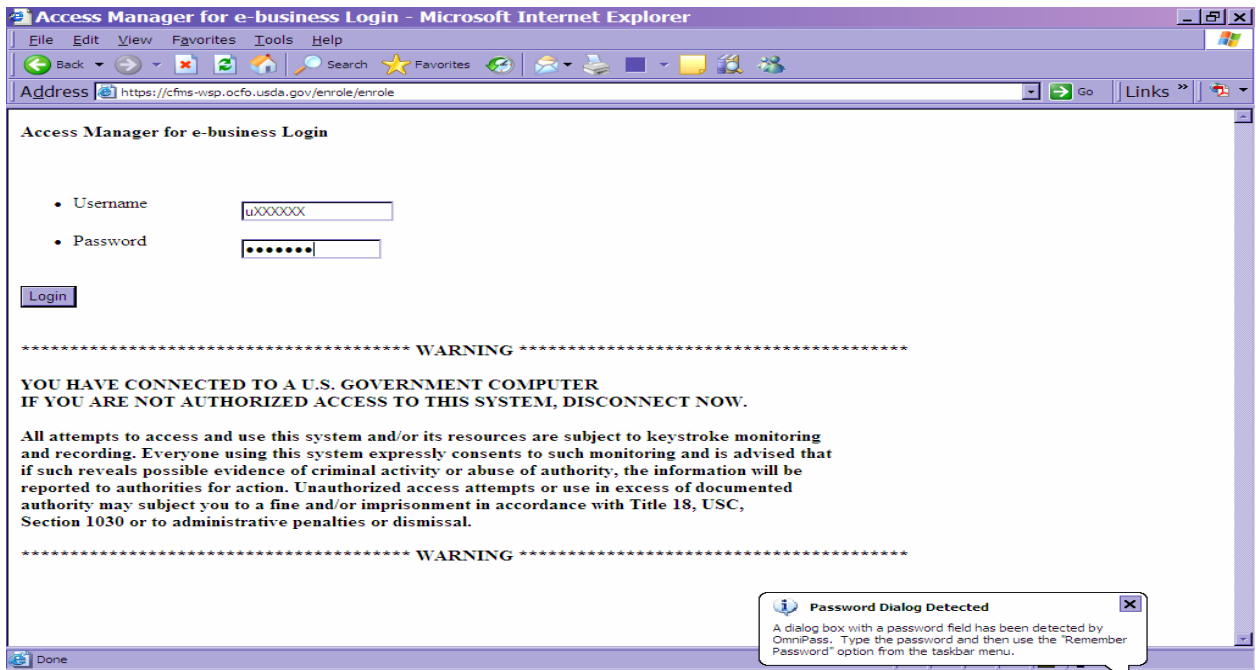 Access Manager for e-business Login - Microsoft Internet Explorer
File Edit View Favorites Tools Help
Back Search Favorites
Address https://cfms-wsp.ocfo.usda.gov/enrole/enrole Go Links »
Access Manager for e-business Login
• Username uXXXXXX
• Password •••••••
Login
**************************************** WARNING ****************************************
YOU HAVE CONNECTED TO A U.S. GOVERNMENT COMPUTER
IF YOU ARE NOT AUTHORIZED ACCESS TO THIS SYSTEM, DISCONNECT NOW.
All attempts to access and use this system and/or its resources are subject to keystroke monitoring
and recording. Everyone using this system expressly consents to such monitoring and is advised that
if such reveals possible evidence of criminal activity or abuse of authority, the information will be
reported to authorities for action. Unauthorized access attempts or use in excess of documented
authority may subject you to a fine and/or imprisonment in accordance with Title 18, USC,
Section 1030 or to administrative penalties or dismissal.
**************************************** WARNING ****************************************
Password Dialog Detected
A dialog box with a password field has been detected by
OmniPass. Type the password and then use the "Remember
Password" option from the taskbar menu.
Done